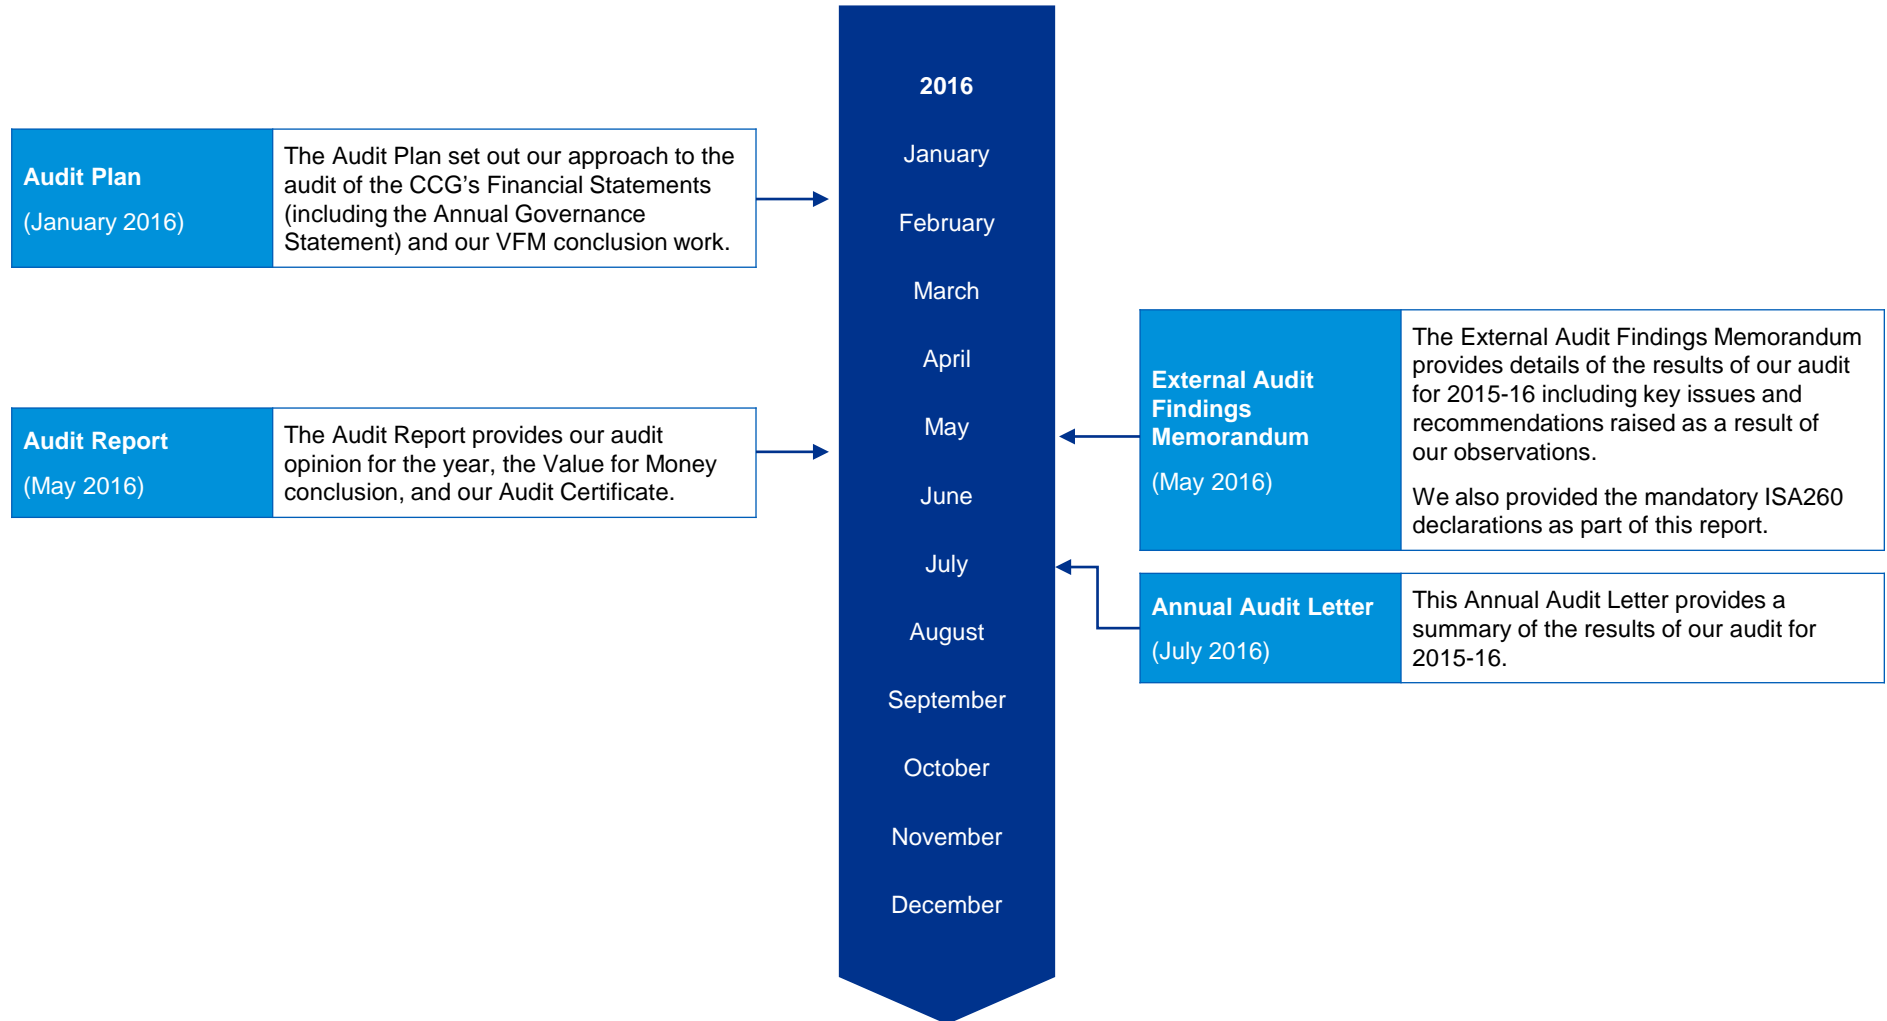 2016
January
February
March
April
May
June
July
August
September
October
November
December
Audit Plan
(January 2016)
The Audit Plan set out our approach to the
audit of the CCG's Financial Statements
(including the Annual Governance
Statement) and our VFM conclusion work.
Audit Report
(May 2016)
The Audit Report provides our audit
opinion for the year, the Value for Money
conclusion, and our Audit Certificate.
External Audit
Findings
Memorandum
(May 2016)
The External Audit Findings Memorandum
provides details of the results of our audit
for 2015-16 including key issues and
recommendations raised as a result of
our observations.
We also provided the mandatory ISA260
declarations as part of this report.
Annual Audit Letter
(July 2016)
This Annual Audit Letter provides a
summary of the results of our audit for
2015-16.